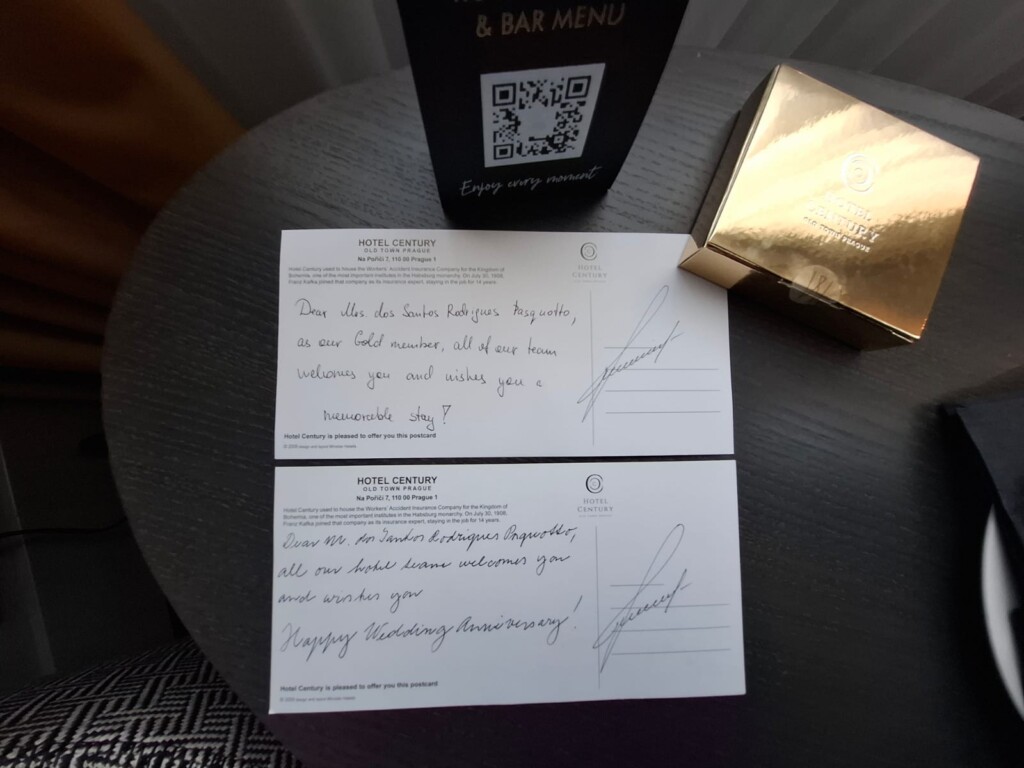 & BAR MENU
Enjoy every moment
HOTEL CENTURY
OLD TOWN PRAGUE
181
HOTEL CENTURY
OLD TOWN PRAGUE
Na Poříčí 7, 110 00 Prague 1
Hotel Century used to house the Workers' Accident Insurance Company for the Kingdom of
Bohemia, one of the most important institutes in the Habsburg monarchy. On July 30, 1908,
Franz Kafka joined that company as its insurance expert, staying in the job for 14 years.
HOTEL
CENTURY
Dear Mrs dos Santos Rodrigues Pasquotto,
as our Gold member, all of our team
welcomes you and wishes you a
memorable stay!
Hotel Century is pleased to offer you this postcard
HOTEL CENTURY
OLD TOWN PRAGUE
Na Poříčí 7, 110 00 Prague 1
Hotel Century used to house the Workers' Accident Insurance Company for the Kingdom of
Bohemia, one of the most important institutes in the Habsburg monarchy. On July 30, 1908,
Franz Kafka joined that company as its insurance expert, staying in the job for 14 years.
HOTEL
CENTURY
Dear Mr. dos Santos Rodrigues Pasquotto,
all our hotel team welcomes you
and wishes you
Happy Wedding Anniversary!
Hotel Century is pleased to offer you this postcard